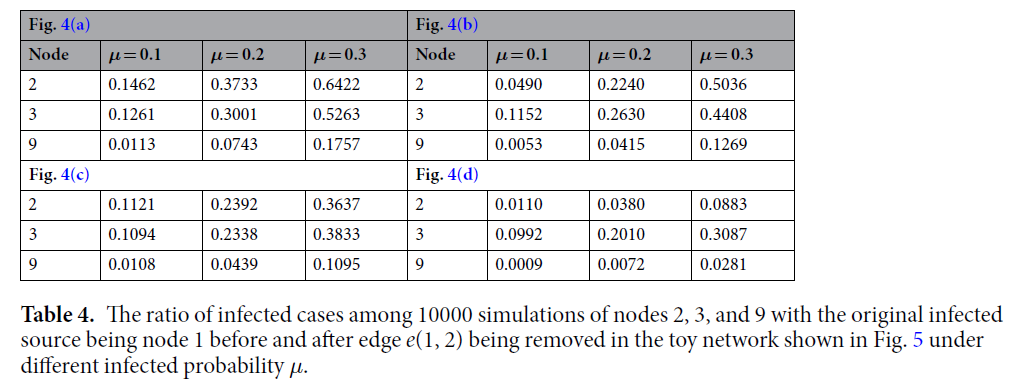 Fig. 4(a) Fig. 4(b)
Node μ=0.1 μ=0.2 μ=0.3 Node μ=0.1 μ=0.2 μ=0.3
2 0.1462 0.3733 0.6422 2 0.0490 0.2240 0.5036
3 0.1261 0.3001 0.5263 3 0.1152 0.2630 0.4408
9 0.0113 0.0743 0.1757 9 0.0053 0.0415 0.1269
Fig. 4(c) Fig. 4(d)
2 0.1121 0.2392 0.3637 2 0.0110 0.0380 0.0883
3 0.1094 0.2338 0.3833 3 0.0992 0.2010 0.3087
9 0.0108 0.0439 0.1095 9 0.0009 0.0072 0.0281
Table 4. The ratio of infected cases among 10000 simulations of nodes 2, 3, and 9 with the original infected
source being node 1 before and after edge e(1, 2) being removed in the toy network shown in Fig. 5 under
different infected probability μ.